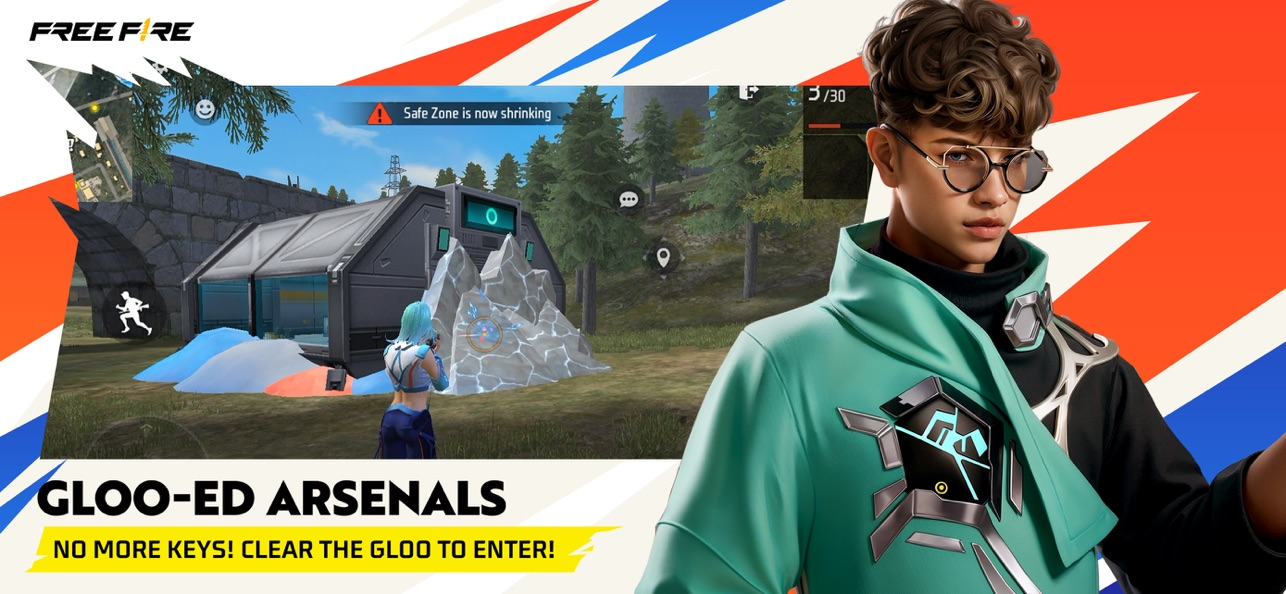 FREE FIRE
Safe Zone is now shrinking
3/30
GLOO-ED ARSENALS
NO MORE KEYS! CLEAR THE GLOO TO ENTER!